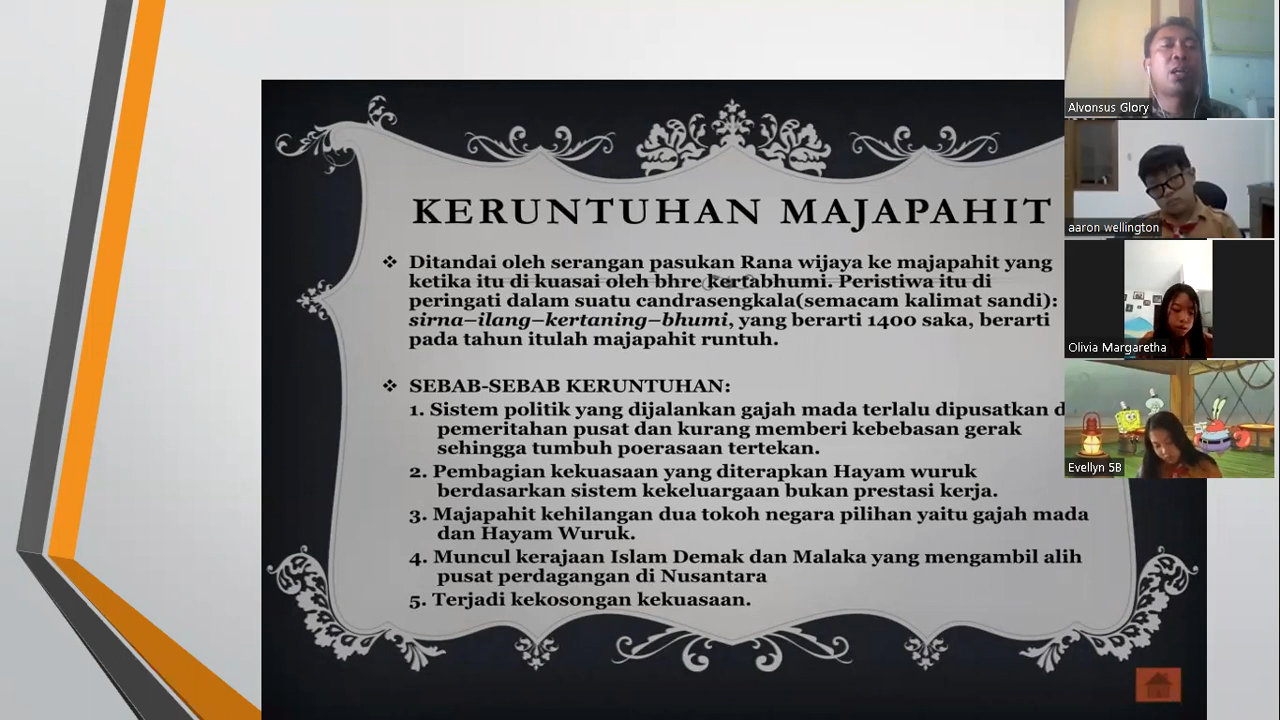 KERUNTUHAN MAJAPAHIT
❖ Ditandai oleh serangan pasukan Rana wijaya ke majapahit yang
ketika itu di kuasai oleh bhre kertabhumi. Peristiwa itu di
peringati dalam suatu candrasengkala(semacam kalimat sandi):
sirna–ilang–kertaning–bhumi, yang berarti 1400 saka, berarti
pada tahun itulah majapahit runtuh.
❖ SEBAB-SEBAB KERUNTUHAN:
1. Sistem politik yang dijalankan gajah mada terlalu dipusatkan
pemeritahan pusat dan kurang memberi kebebasan gerak
sehingga tumbuh poerasaan tertekan.
2. Pembagian kekuasaan yang diterapkan Hayam wuruk
berdasarkan sistem kekeluargaan bukan prestasi kerja.
3. Majapahit kehilangan dua tokoh negara pilihan yaitu gajah mada
dan Hayam Wuruk.
4. Muncul kerajaan Islam Demak dan Malaka yang mengambil alih
pusat perdagangan di Nusantara
5. Terjadi kekosongan kekuasaan.
Alvonsus Glory
aaron wellington
Olivia Margaretha
Evellyn 5B